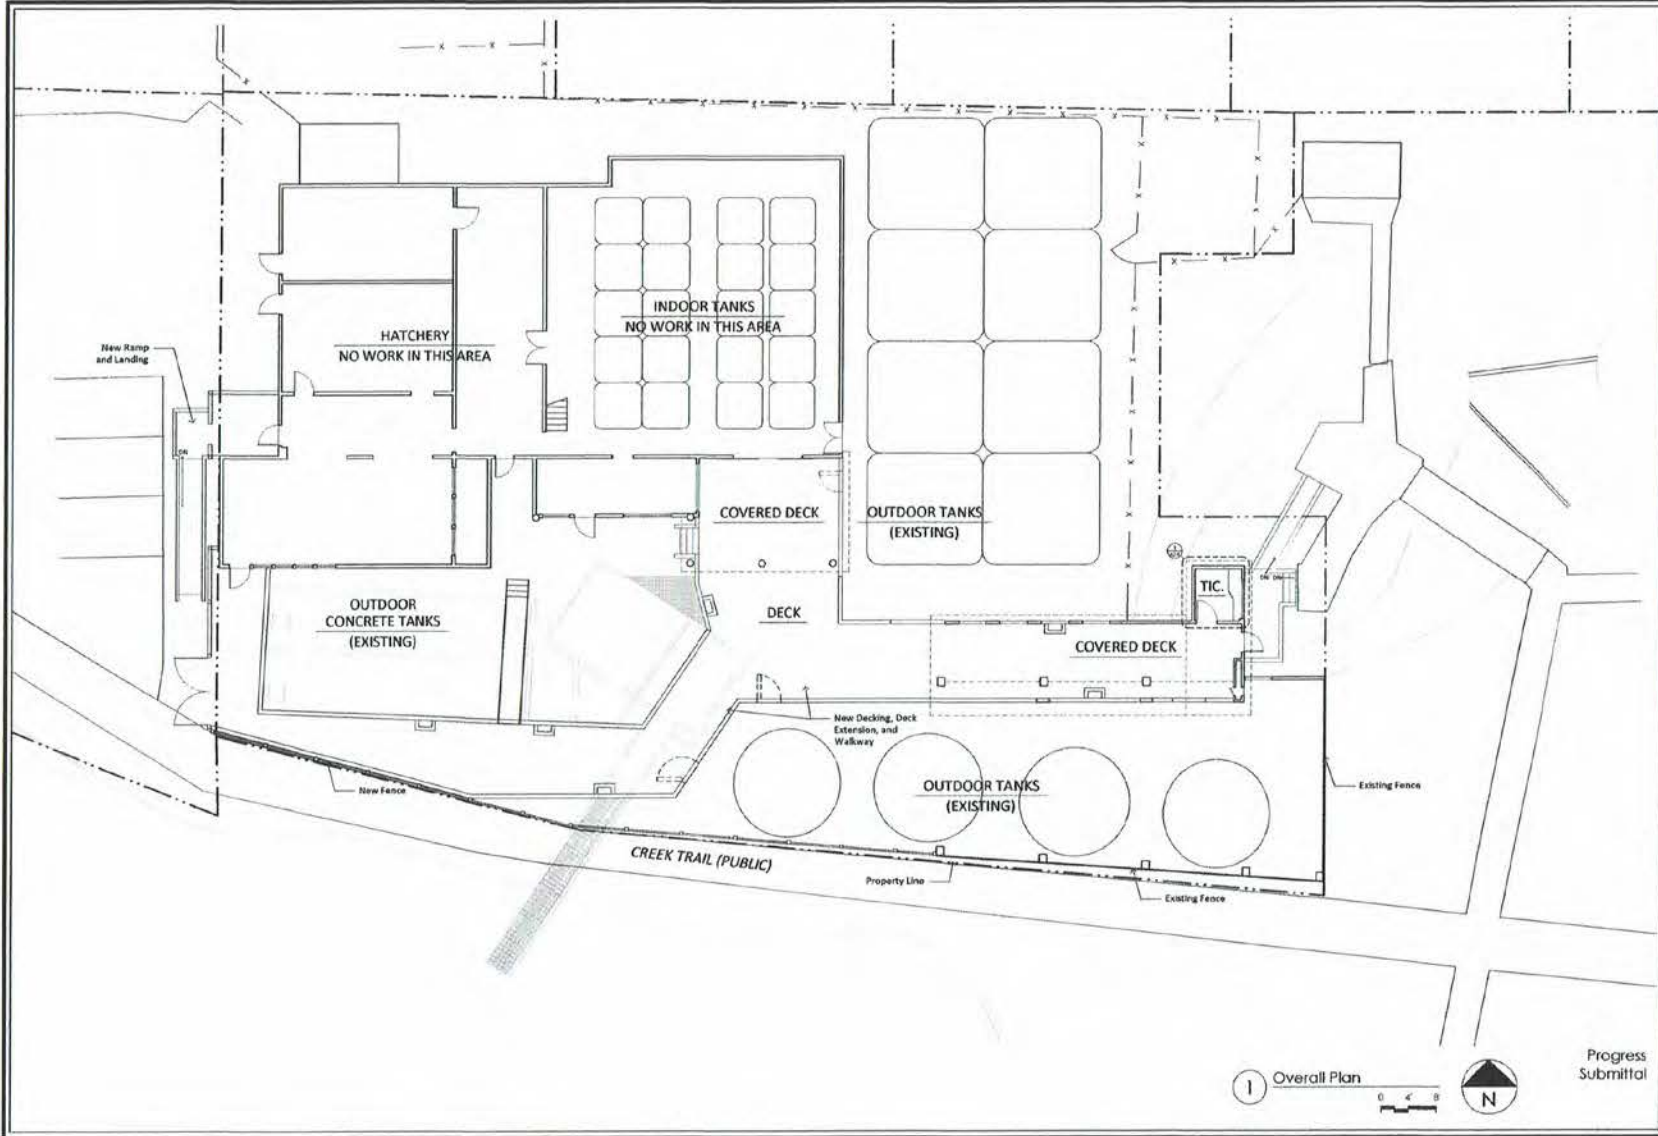 New Ramp
and Landing
HATCHERY
NO WORK IN THIS AREA
INDOOR TANKS
NO WORK IN THIS AREA
DN
COVERED DECK
OUTDOOR TANKS
(EXISTING)
OUTDOOR
CONCRETE TANKS
(EXISTING)
DECK
TIC.
DN DN
COVERED DECK
New Decking, Deck
Extension, and
Walkway
New Fence
OUTDOOR TANKS
(EXISTING)
Existing Fence
CREEK TRAIL (PUBLIC)
Property Line
Existing Fence
1 Overall Plan
0 4' 8'
N
Progress
Submittal